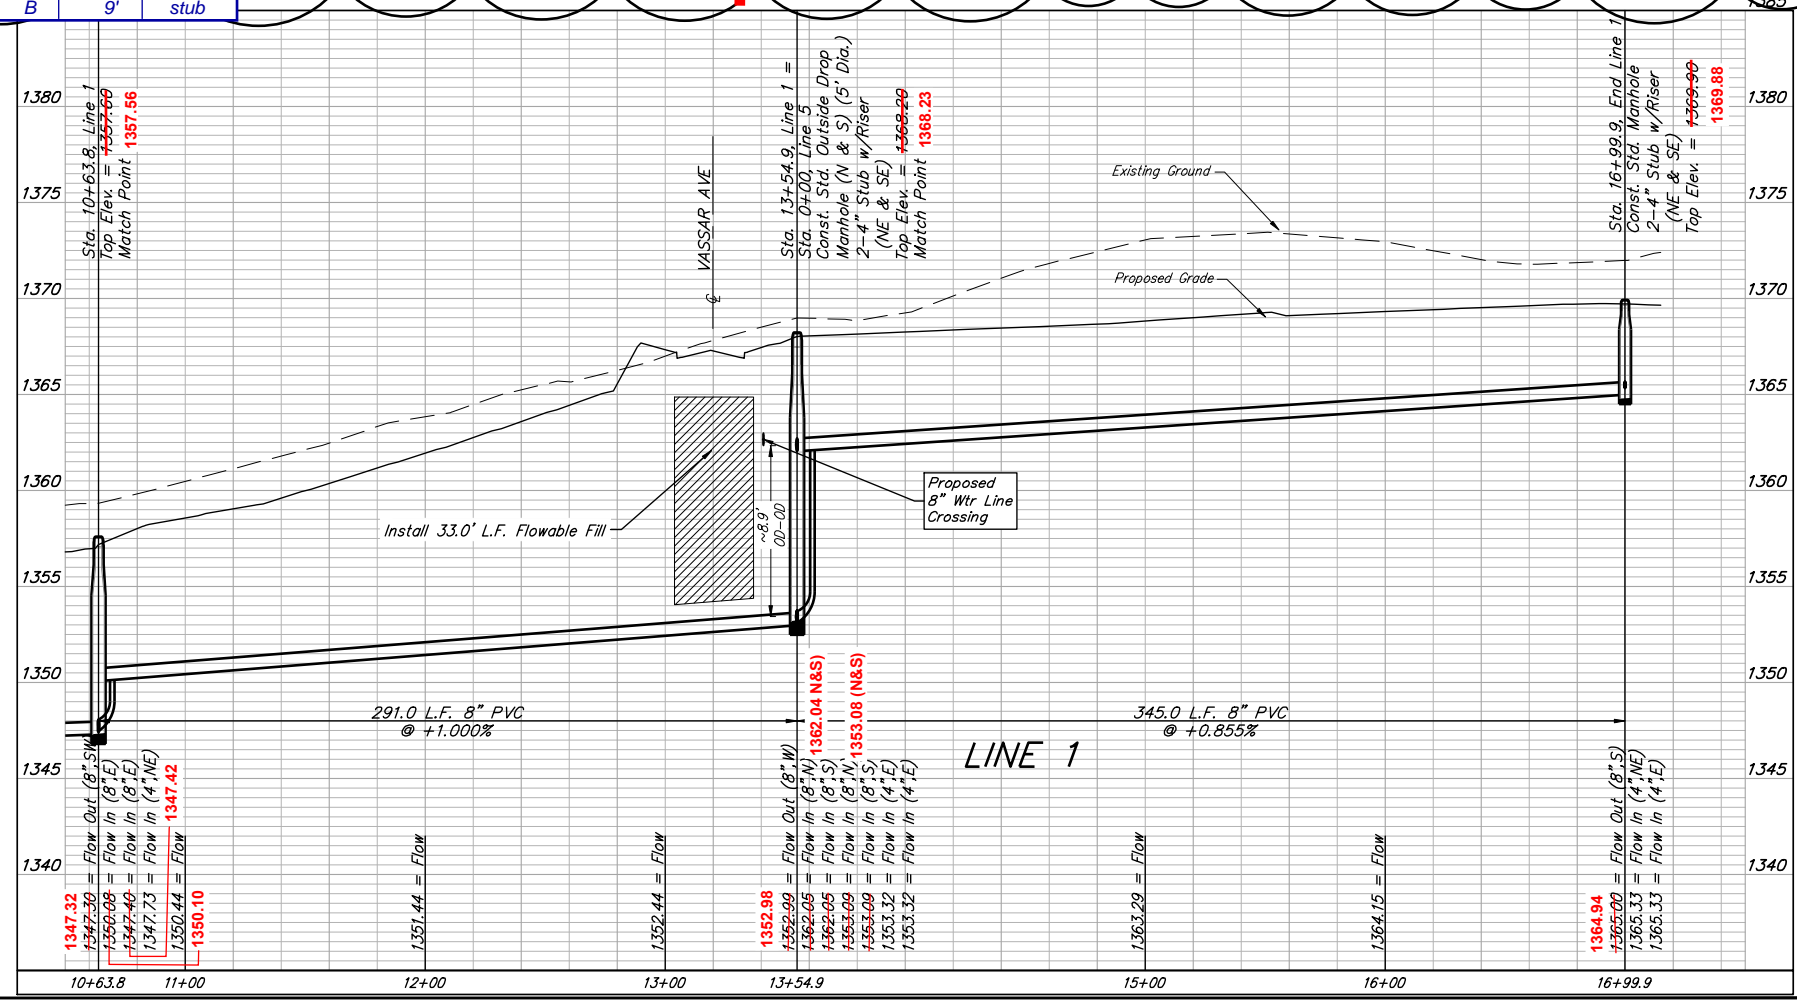 B 9' stub
1385
1380
1375
1370
1365
1360
1355
1350
1345
1340
1380
1375
1370
1365
1360
1355
1350
1345
1340
Sta. 10+63.8, Line 1
Top Elev. = 1357.60
Match Point
1357.56
VASSAR AVE
℄
Sta. 13+54.9, Line 1 =
Sta. 0+00, Line 5
Const. Std. Outside Drop
Manhole (N & S) (5' Dia.)
2-4" Stub w/Riser
(NE & SE)
Top Elev. = 1368.20
Match Point
1368.23
Existing Ground
Proposed Grade
Sta. 16+99.9, End Line 1
Const. Std. Manhole
2-4" Stub w/Riser
(NE & SE)
Top Elev. = 1369.90
1369.88
Install 33.0' L.F. Flowable Fill
~8.9'
OD-OD
Proposed
8" Wtr Line
Crossing
291.0 L.F. 8" PVC
@ +1.000%
345.0 L.F. 8" PVC
@ +0.855%
LINE 1
1347.32
1347.30 = Flow Out (8",SW)
1350.08 = Flow In (8",E)
1347.40 = Flow In (8",E)
1347.73 = Flow In (4",NE)
1347.42
1350.44 = Flow
1350.10
1351.44 = Flow
1352.44 = Flow
1352.98
1352.99 = Flow Out (8",W)
1362.05 = Flow In (8",N)
1362.04 N&S)
1362.05 = Flow In (8",S)
1353.09 = Flow In (8",N)
1353.08 (N&S)
1353.09 = Flow In (8",S)
1353.32 = Flow In (4",E)
1353.32 = Flow In (4",E)
1363.29 = Flow
1364.15 = Flow
1364.94
1365.00 = Flow Out (8",S)
1365.33 = Flow In (4",NE)
1365.33 = Flow In (4",E)
10+63.8 11+00 12+00 13+00 13+54.9 15+00 16+00 16+99.9